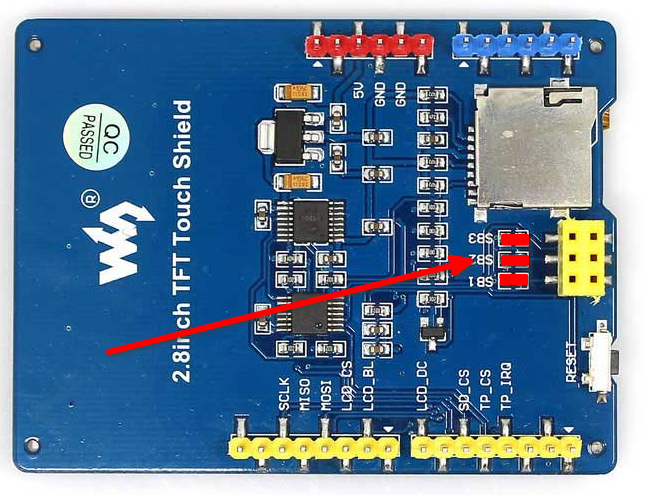 5V
GND
GND
QC
PASSED
®
2.8inch TFT Touch Shield
SB3
SB2
SB1
RESET
SCLK
MISO
MOSI
LCD_CS
LCD_BL
LCD_DC
SD_CS
TP_CS
TP_IRQ